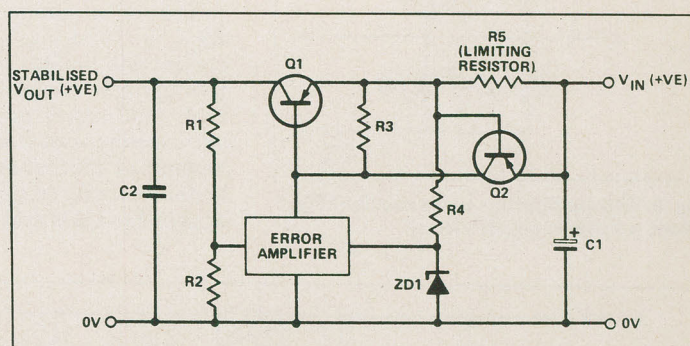 R5
(LIMITING
RESISTOR)
Q1
STABILISED
VOUT (+VE)
VIN (+VE)
R1
R3
Q2
C2
R4
ERROR
AMPLIFIER
+
C1
R2
ZD1
0V
0V